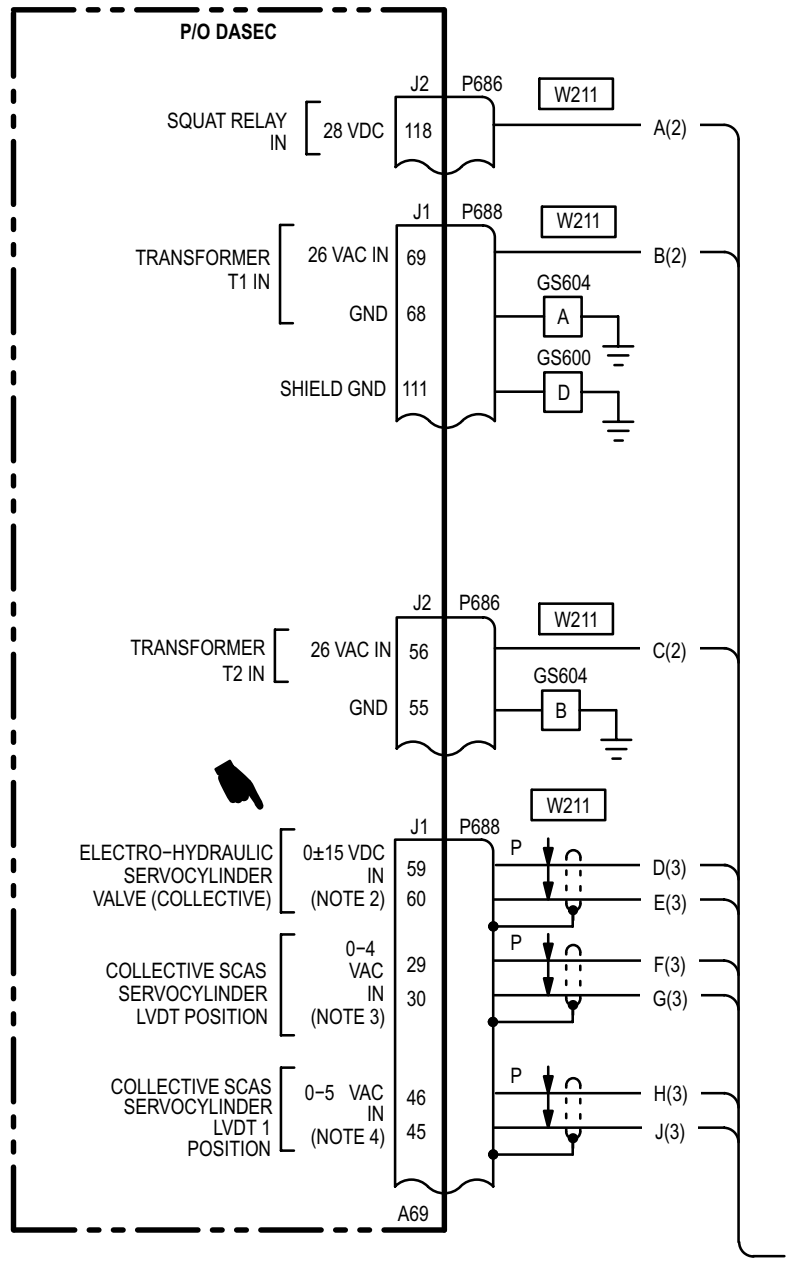 P/O DASEC
J2 P686
W211
SQUAT RELAY
IN
28 VDC
118
A(2)
J1 P688
W211
TRANSFORMER
T1 IN
26 VAC IN
69
B(2)
GS604
GND
68
A
GS600
SHIELD GND
111
D
J2 P686
W211
TRANSFORMER
T2 IN
26 VAC IN
56
C(2)
GS604
GND
55
B
W211
J1 P688
ELECTRO−HYDRAULIC
SERVOCYLINDER
VALVE (COLLECTIVE)
0±15 VDC
IN
(NOTE 2)
59
60
P
D(3)
E(3)
COLLECTIVE SCAS
SERVOCYLINDER
LVDT POSITION
0−4
VAC
IN
(NOTE 3)
29
30
P
F(3)
G(3)
COLLECTIVE SCAS
SERVOCYLINDER
LVDT 1
POSITION
0−5 VAC
IN
(NOTE 4)
46
45
P
H(3)
J(3)
A69